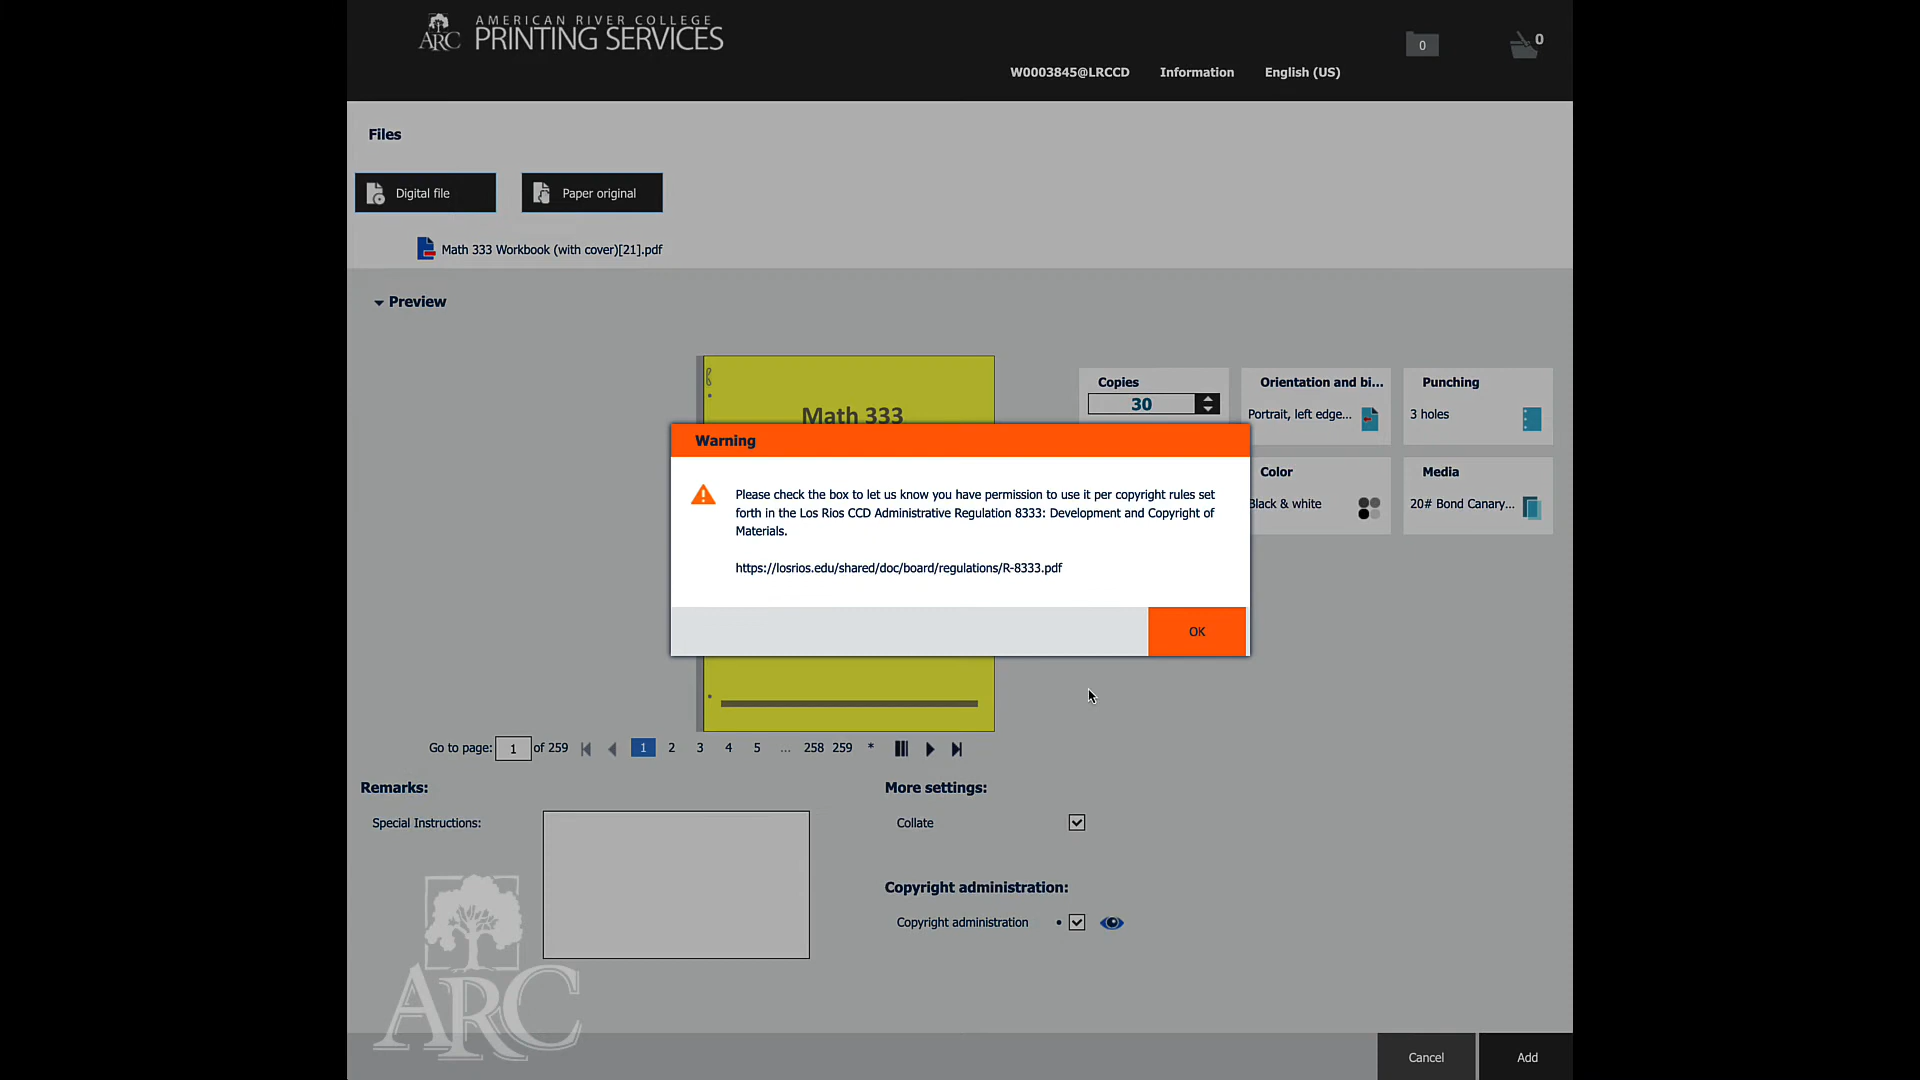 AMERICAN RIVER COLLEGE
ARC PRINTING SERVICES
0
0
W0003845@LRCCD Information English (US)
Files
Digital file
Paper original
Math 333 Workbook (with cover)[21].pdf
Preview
Math 333
Copies
30
Orientation and bi...
Portrait, left edge...
Punching
3 holes
Color
Black & white
Media
20# Bond Canary...
Warning
Please check the box to let us know you have permission to use it per copyright rules set
forth in the Los Rios CCD Administrative Regulation 8333: Development and Copyright of
Materials.
https://losrios.edu/shared/doc/board/regulations/R-8333.pdf
OK
Go to page: 1 of 259 1 2 3 4 5 ... 258 259 *
Remarks:
Special Instructions:
More settings:
Collate
Copyright administration:
Copyright administration
ARC
Cancel
Add